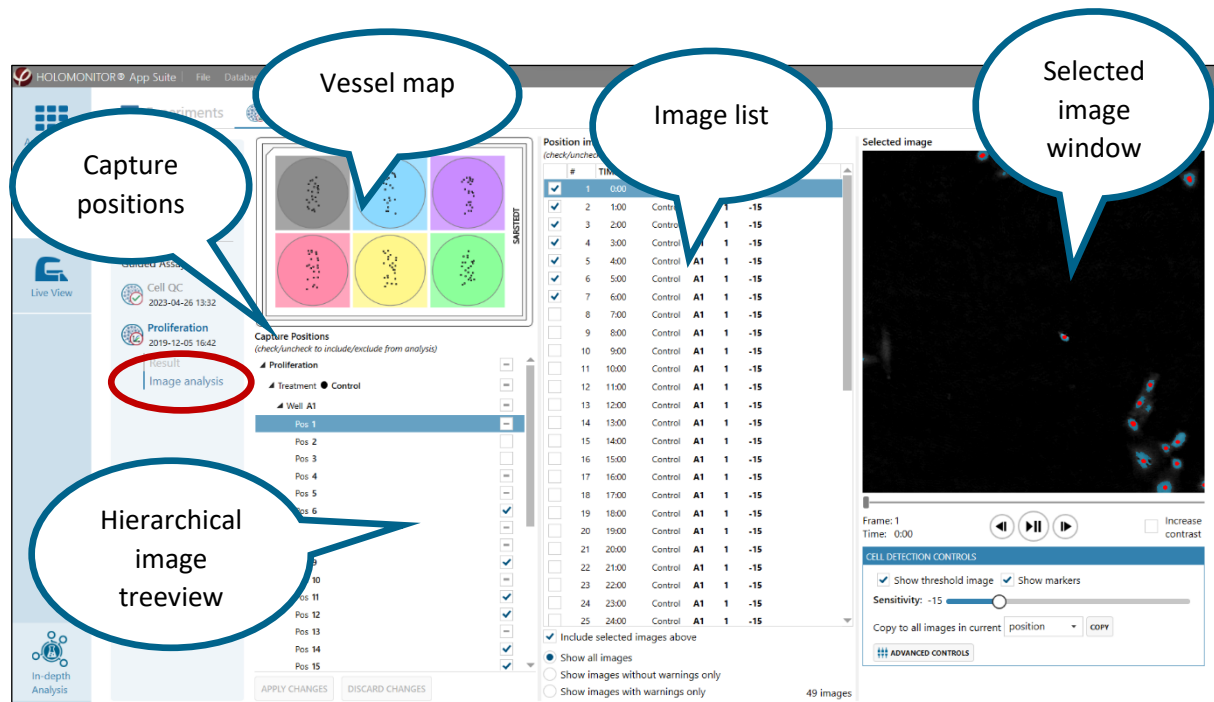 HOLOMONITOR® App Suite File
Vessel map
Image list
Selected
image
window
Capture
positions
Hierarchical
image
treeview
Live View
Cell QC
2023-04-26 13:32
Proliferation
2019-12-05 16:42
Result
Image analysis
In-depth
Analysis
SARSTEDT
Capture Positions
(check/uncheck to include/exclude from analysis)
Proliferation
Treatment Control
Well A1
Pos 1
Pos 2
Pos 3
Pos 4
Pos 5
Pos 6
9
10
Pos 11
Pos 12
Pos 13
Pos 14
Pos 15
APPLY CHANGES DISCARD CHANGES
Position
#
1 0:00
2 1:00 Control 1 -15
3 2:00 1 -15
4 3:00 Control A1 1 -15
5 4:00 Control A1 1 -15
6 5:00 Control A1 1 -15
7 6:00 Control A1 1 -15
8 7:00 Control A1 1 -15
9 8:00 Control A1 1 -15
10 9:00 Control A1 1 -15
11 10:00 Control A1 1 -15
12 11:00 Control A1 1 -15
13 12:00 Control A1 1 -15
14 13:00 Control A1 1 -15
15 14:00 Control A1 1 -15
16 15:00 Control A1 1 -15
17 16:00 Control A1 1 -15
18 17:00 Control A1 1 -15
19 18:00 Control A1 1 -15
20 19:00 Control A1 1 -15
21 20:00 Control A1 1 -15
22 21:00 Control A1 1 -15
23 22:00 Control A1 1 -15
24 23:00 Control A1 1 -15
25 24:00 Control A1 1 -15
Include selected images above
Show all images
Show images without warnings only
Show images with warnings only
49 images
Selected image
Frame: 1
Time: 0:00
Increase
contrast
CELL DETECTION CONTROLS
Show threshold image Show markers
Sensitivity: -15
Copy to all images in current position COPY
ADVANCED CONTROLS